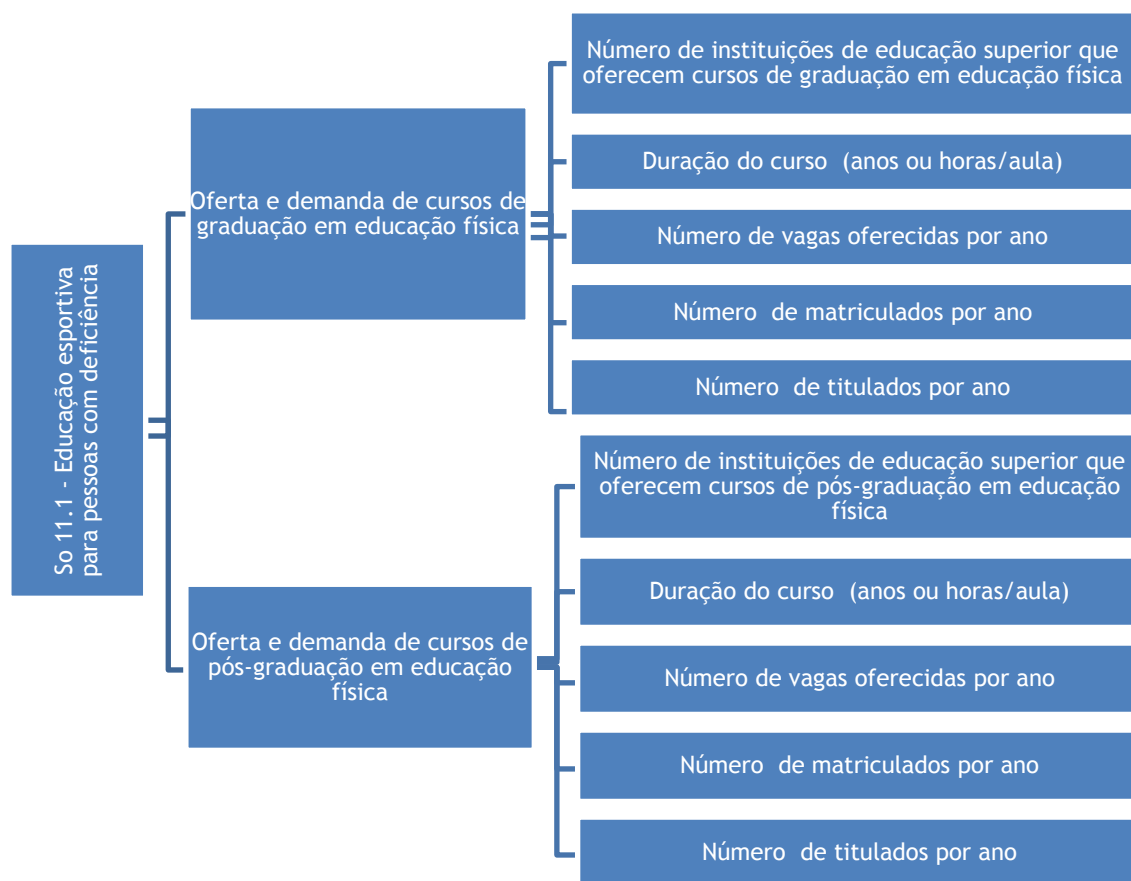 So 11.1 - Educação esportiva
para pessoas com deficiência
Oferta e demanda de cursos de
graduação em educação física
Número de instituições de educação superior que
oferecem cursos de graduação em educação física
Duração do curso  (anos ou horas/aula)
Número de vagas oferecidas por ano
Número  de matriculados por ano
Número  de titulados por ano
Oferta e demanda de cursos de
pós-graduação em educação
física
Número de instituições de educação superior que
oferecem cursos de pós-graduação em educação
física
Duração do curso  (anos ou horas/aula)
Número de vagas oferecidas por ano
Número  de matriculados por ano
Número  de titulados por ano